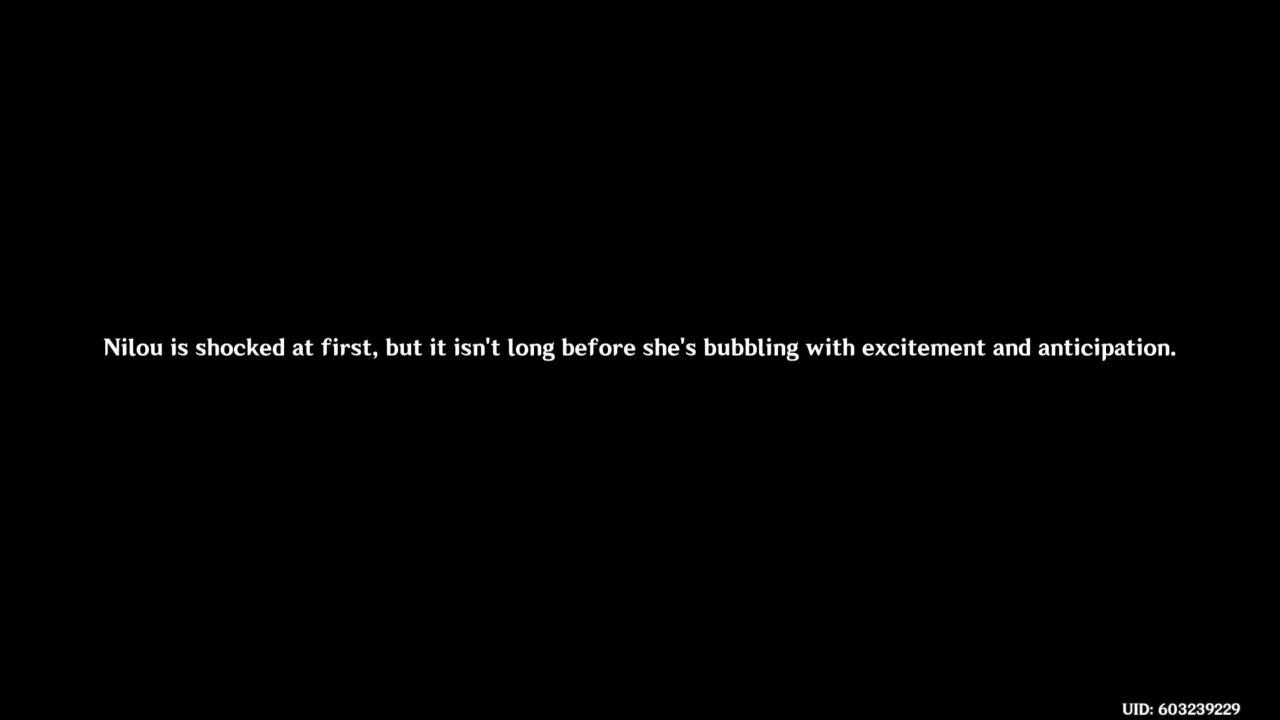 Nilou is shocked at first, but it isn't long before she's bubbling with excitement and anticipation.
UID: 603239229